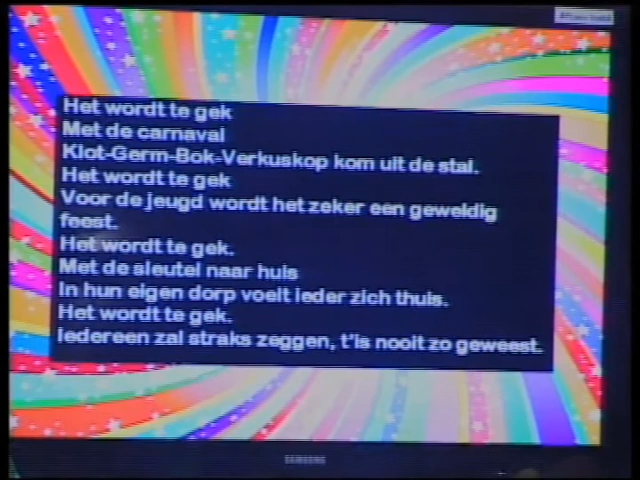 Het wordt te gek
Met de carnaval
Klot-Germ-Bok-Verkuskop kom uit de stal.
Het wordt te gek
Voor de jeugd wordt het zeker een geweldig
feest.
Het wordt te gek.
Met de sleutel naar huis
In hun eigen dorp voelt ieder zich thuis.
Het wordt te gek.
Iedereen zal straks zeggen, t'is nooit zo geweest.
SAMSUNG